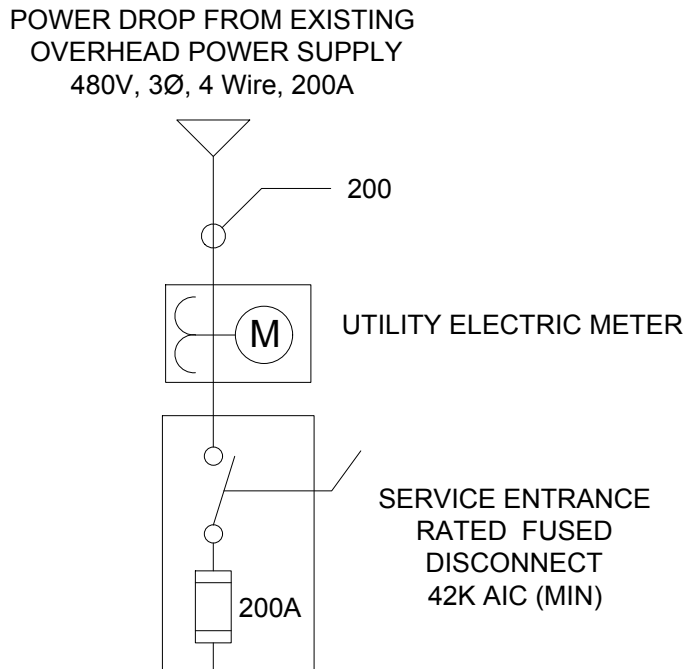 POWER DROP FROM EXISTING
OVERHEAD POWER SUPPLY
480V, 3Ø, 4 Wire, 200A
200
M
UTILITY ELECTRIC METER
SERVICE ENTRANCE
RATED FUSED
DISCONNECT
42K AIC (MIN)
200A